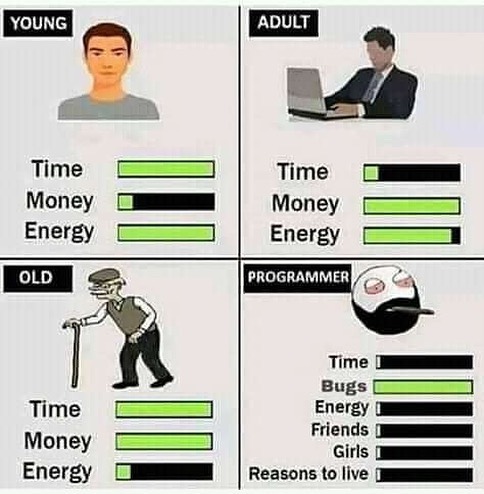 YOUNG
Time
Money
Energy
ADULT
Time
Money
Energy
OLD
Time
Money
Energy
PROGRAMMER
Time
Bugs
Energy
Friends
Girls
Reasons to live